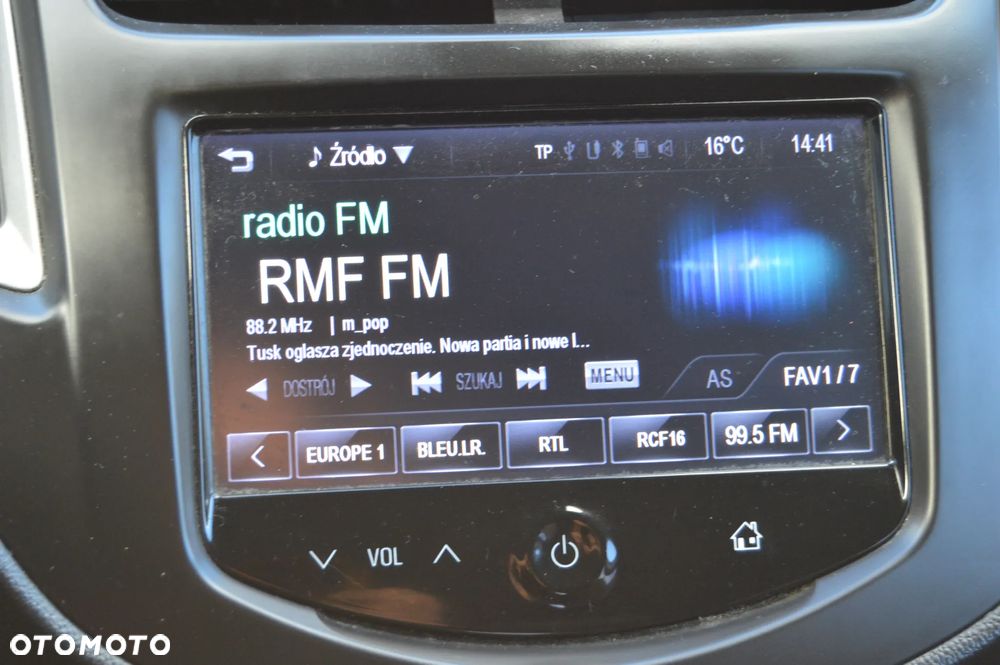 Źródło TP 16°C 14:41
radio FM
RMF FM
88.2 MHz | m_pop
Tusk oglasza zjednoczenie. Nowa partia i nowe l...
DOSTRÓJ SZUKAJ MENU AS FAV1/7
< EUROPE 1 BLEU.LR. RTL RCF16 99.5 FM >
VOL
OTOMOTO